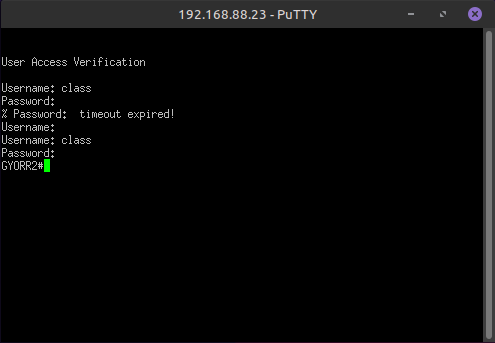 192.168.88.23 - PuTTY
User Access Verification
Username: class
Password:
% Password:  timeout expired!
Username:
Username: class
Password:
GYORR2#